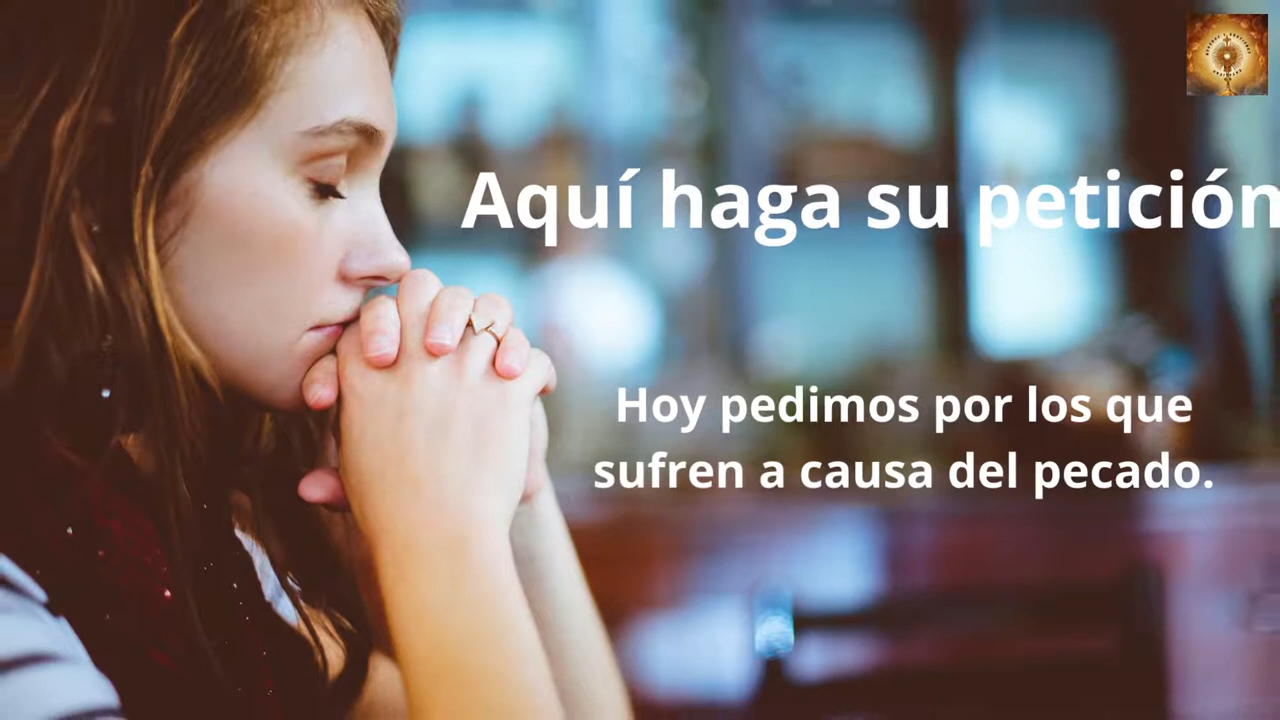 Aquí haga su petición
Hoy pedimos por los que
sufren a causa del pecado.